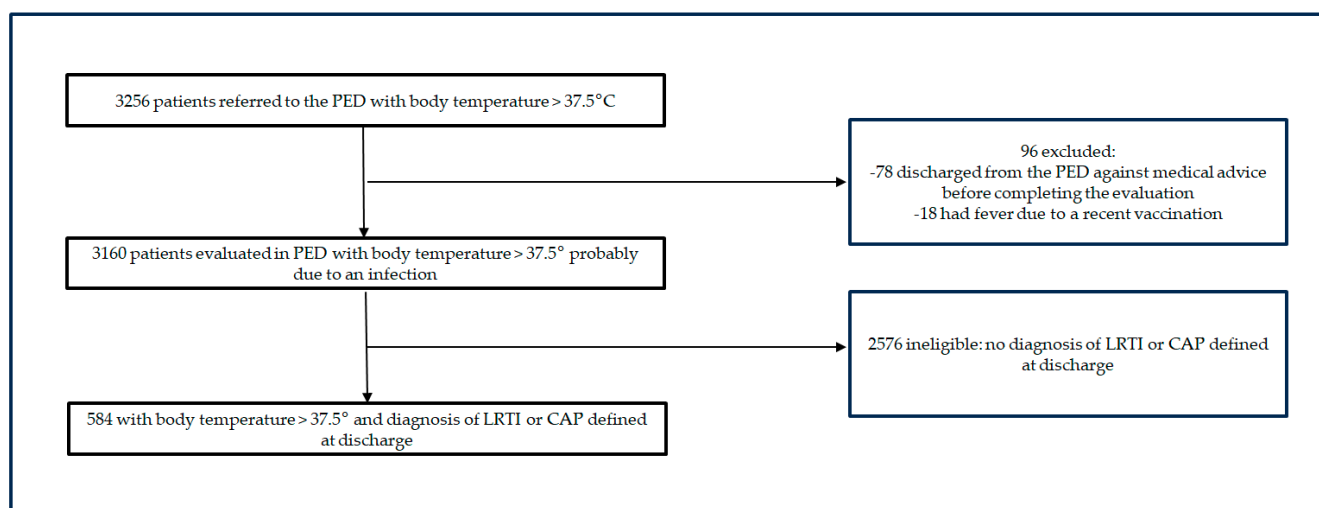 3256 patients referred to the PED with body temperature > 37.5°C
96 excluded:
-78 discharged from the PED against medical advice
before completing the evaluation
-18 had fever due to a recent vaccination
3160 patients evaluated in PED with body temperature > 37.5° probably
due to an infection
2576 ineligible: no diagnosis of LRTI or CAP defined
at discharge
584 with body temperature > 37.5° and diagnosis of LRTI or CAP defined
at discharge